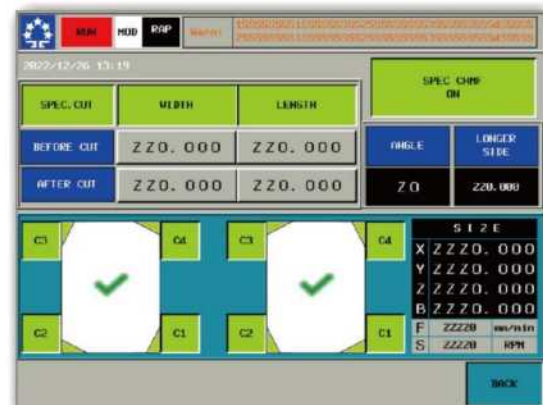 RUN MOD RAP
2022/12/26 13:19
SPEC.CUT WIDTH LENGTH
SPEC CHMF
ON
BEFORE CUT ZZ0.000 ZZ0.000
ANGLE LONGER
SIDE
AFTER CUT ZZ0.000 ZZ0.000
Z0 ZZ0.000
C3 C4 C3 C4
SIZE
X ZZZ0.000
Y ZZZ0.000
Z ZZZ0.000
B ZZZ0.000
C2 C1 C2 C1
F ZZZZ0 mm/min
S ZZZZ0 RPM
BACK